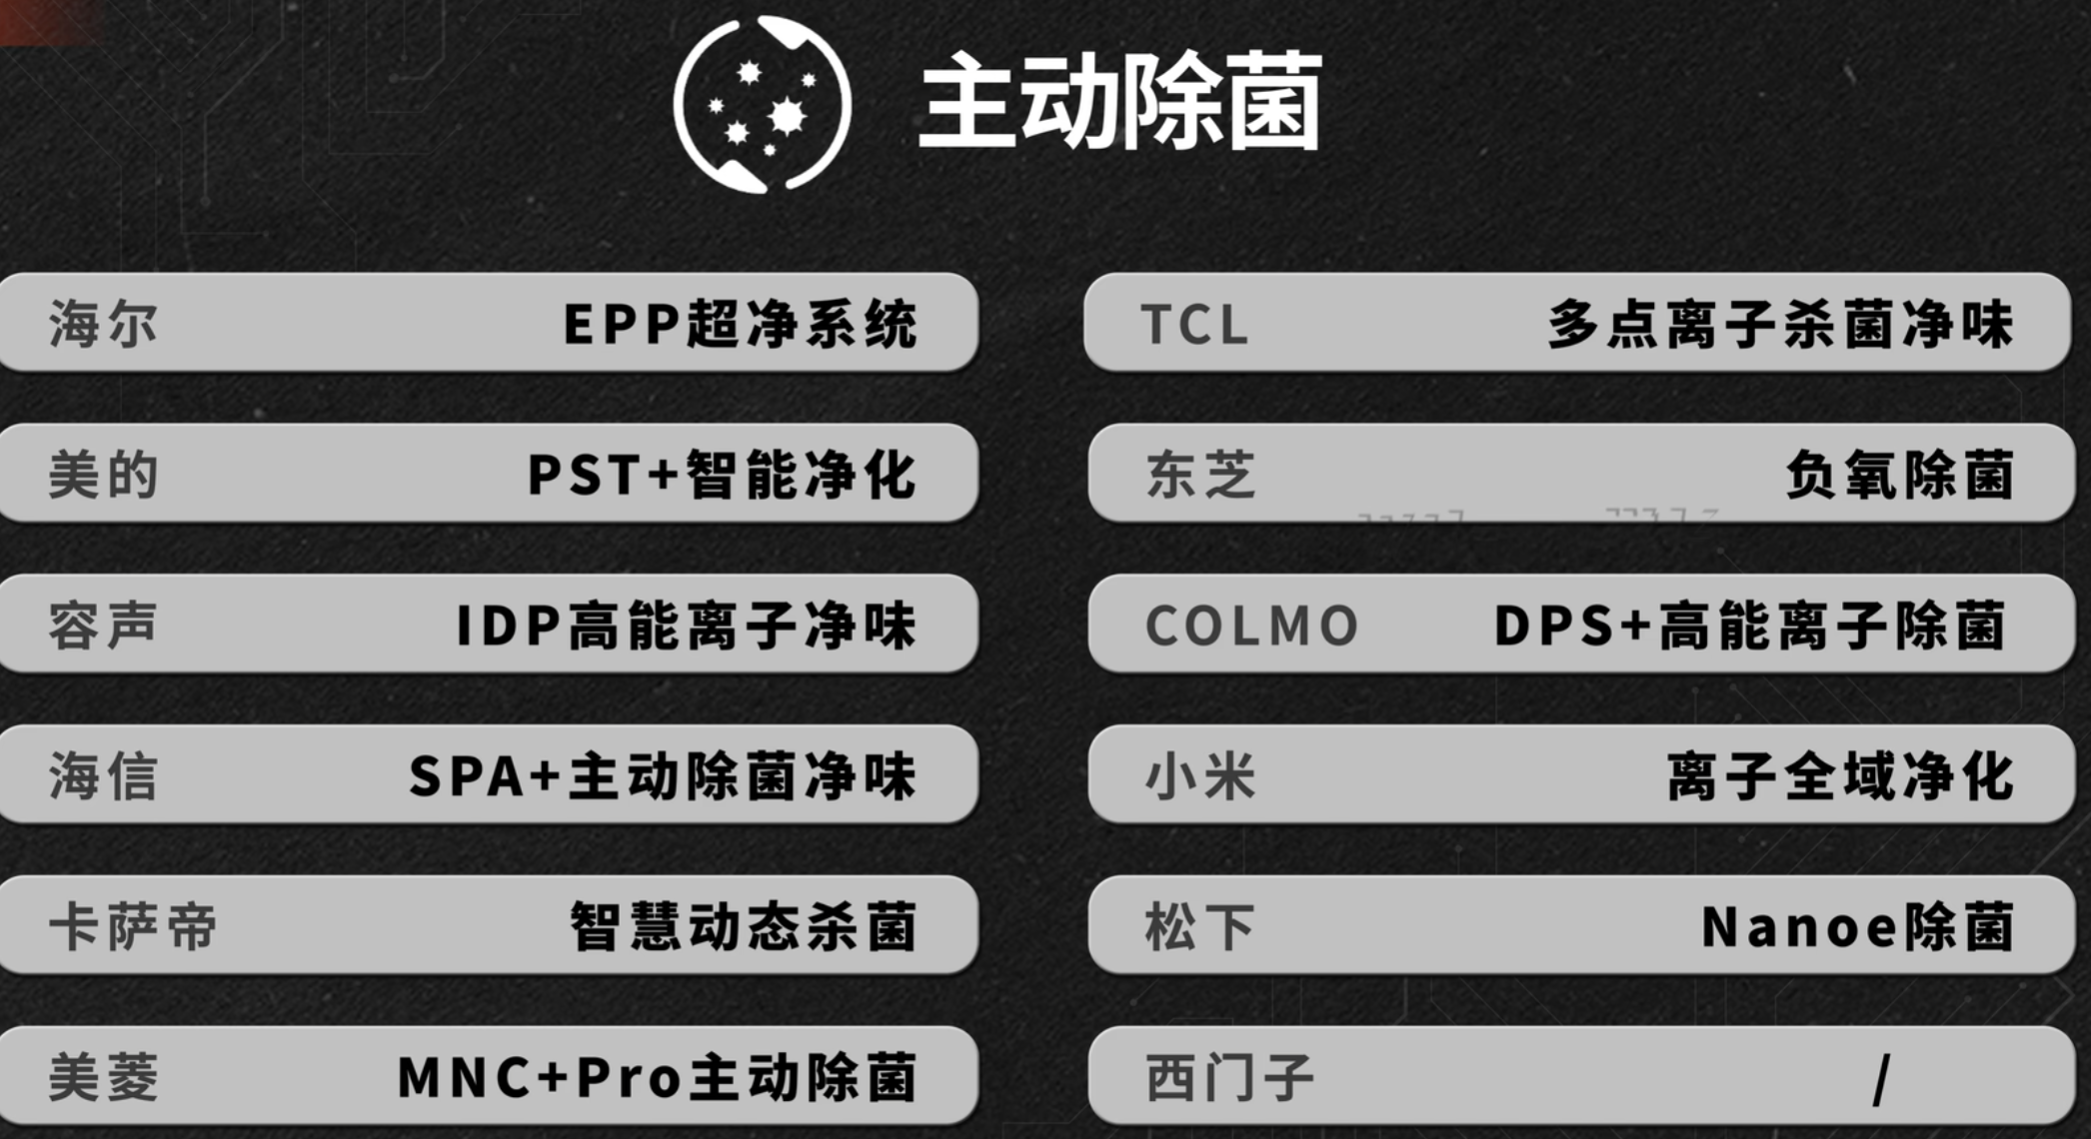 主动除菌
海尔 EPP超净系统
TCL 多点离子杀菌净味
美的 PST+智能净化
东芝 负氧除菌
容声 IDP高能离子净味
COLMO DPS+高能离子除菌
海信 SPA+主动除菌净味
小米 离子全域净化
卡萨帝 智慧动态杀菌
松下 Nanoe除菌
美菱 MNC+Pro主动除菌
西门子 /